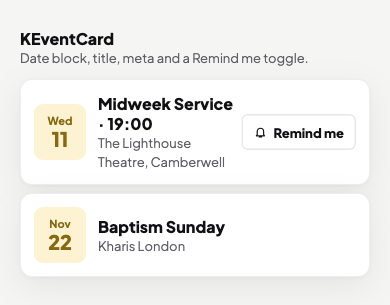 KEventCard
Date block, title, meta and a Remind me toggle.
Wed
11
Midweek Service
· 19:00
The Lighthouse
Theatre, Camberwell
Remind me
Nov
22
Baptism Sunday
Kharis London